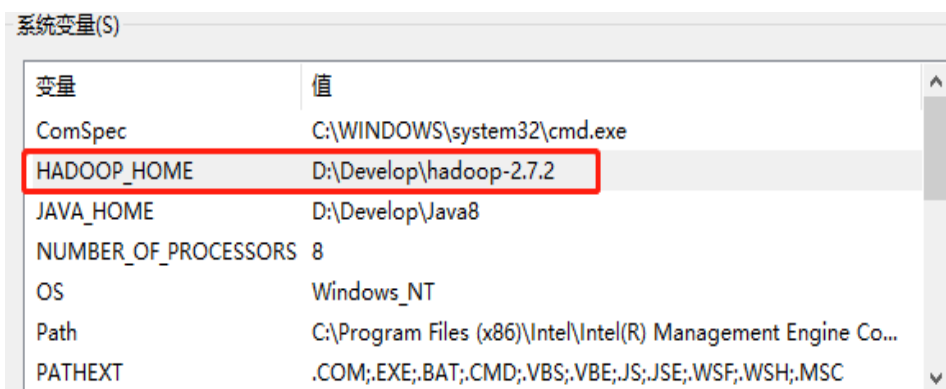 系统变量(S)
变量 值
ComSpec C:\WINDOWS\system32\cmd.exe
HADOOP_HOME D:\Develop\hadoop-2.7.2
JAVA_HOME D:\Develop\Java8
NUMBER_OF_PROCESSORS 8
OS Windows_NT
Path C:\Program Files (x86)\Intel\Intel(R) Management Engine Co...
PATHEXT .COM;.EXE;.BAT;.CMD;.VBS;.VBE;.JS;.JSE;.WSF;.WSH;.MSC